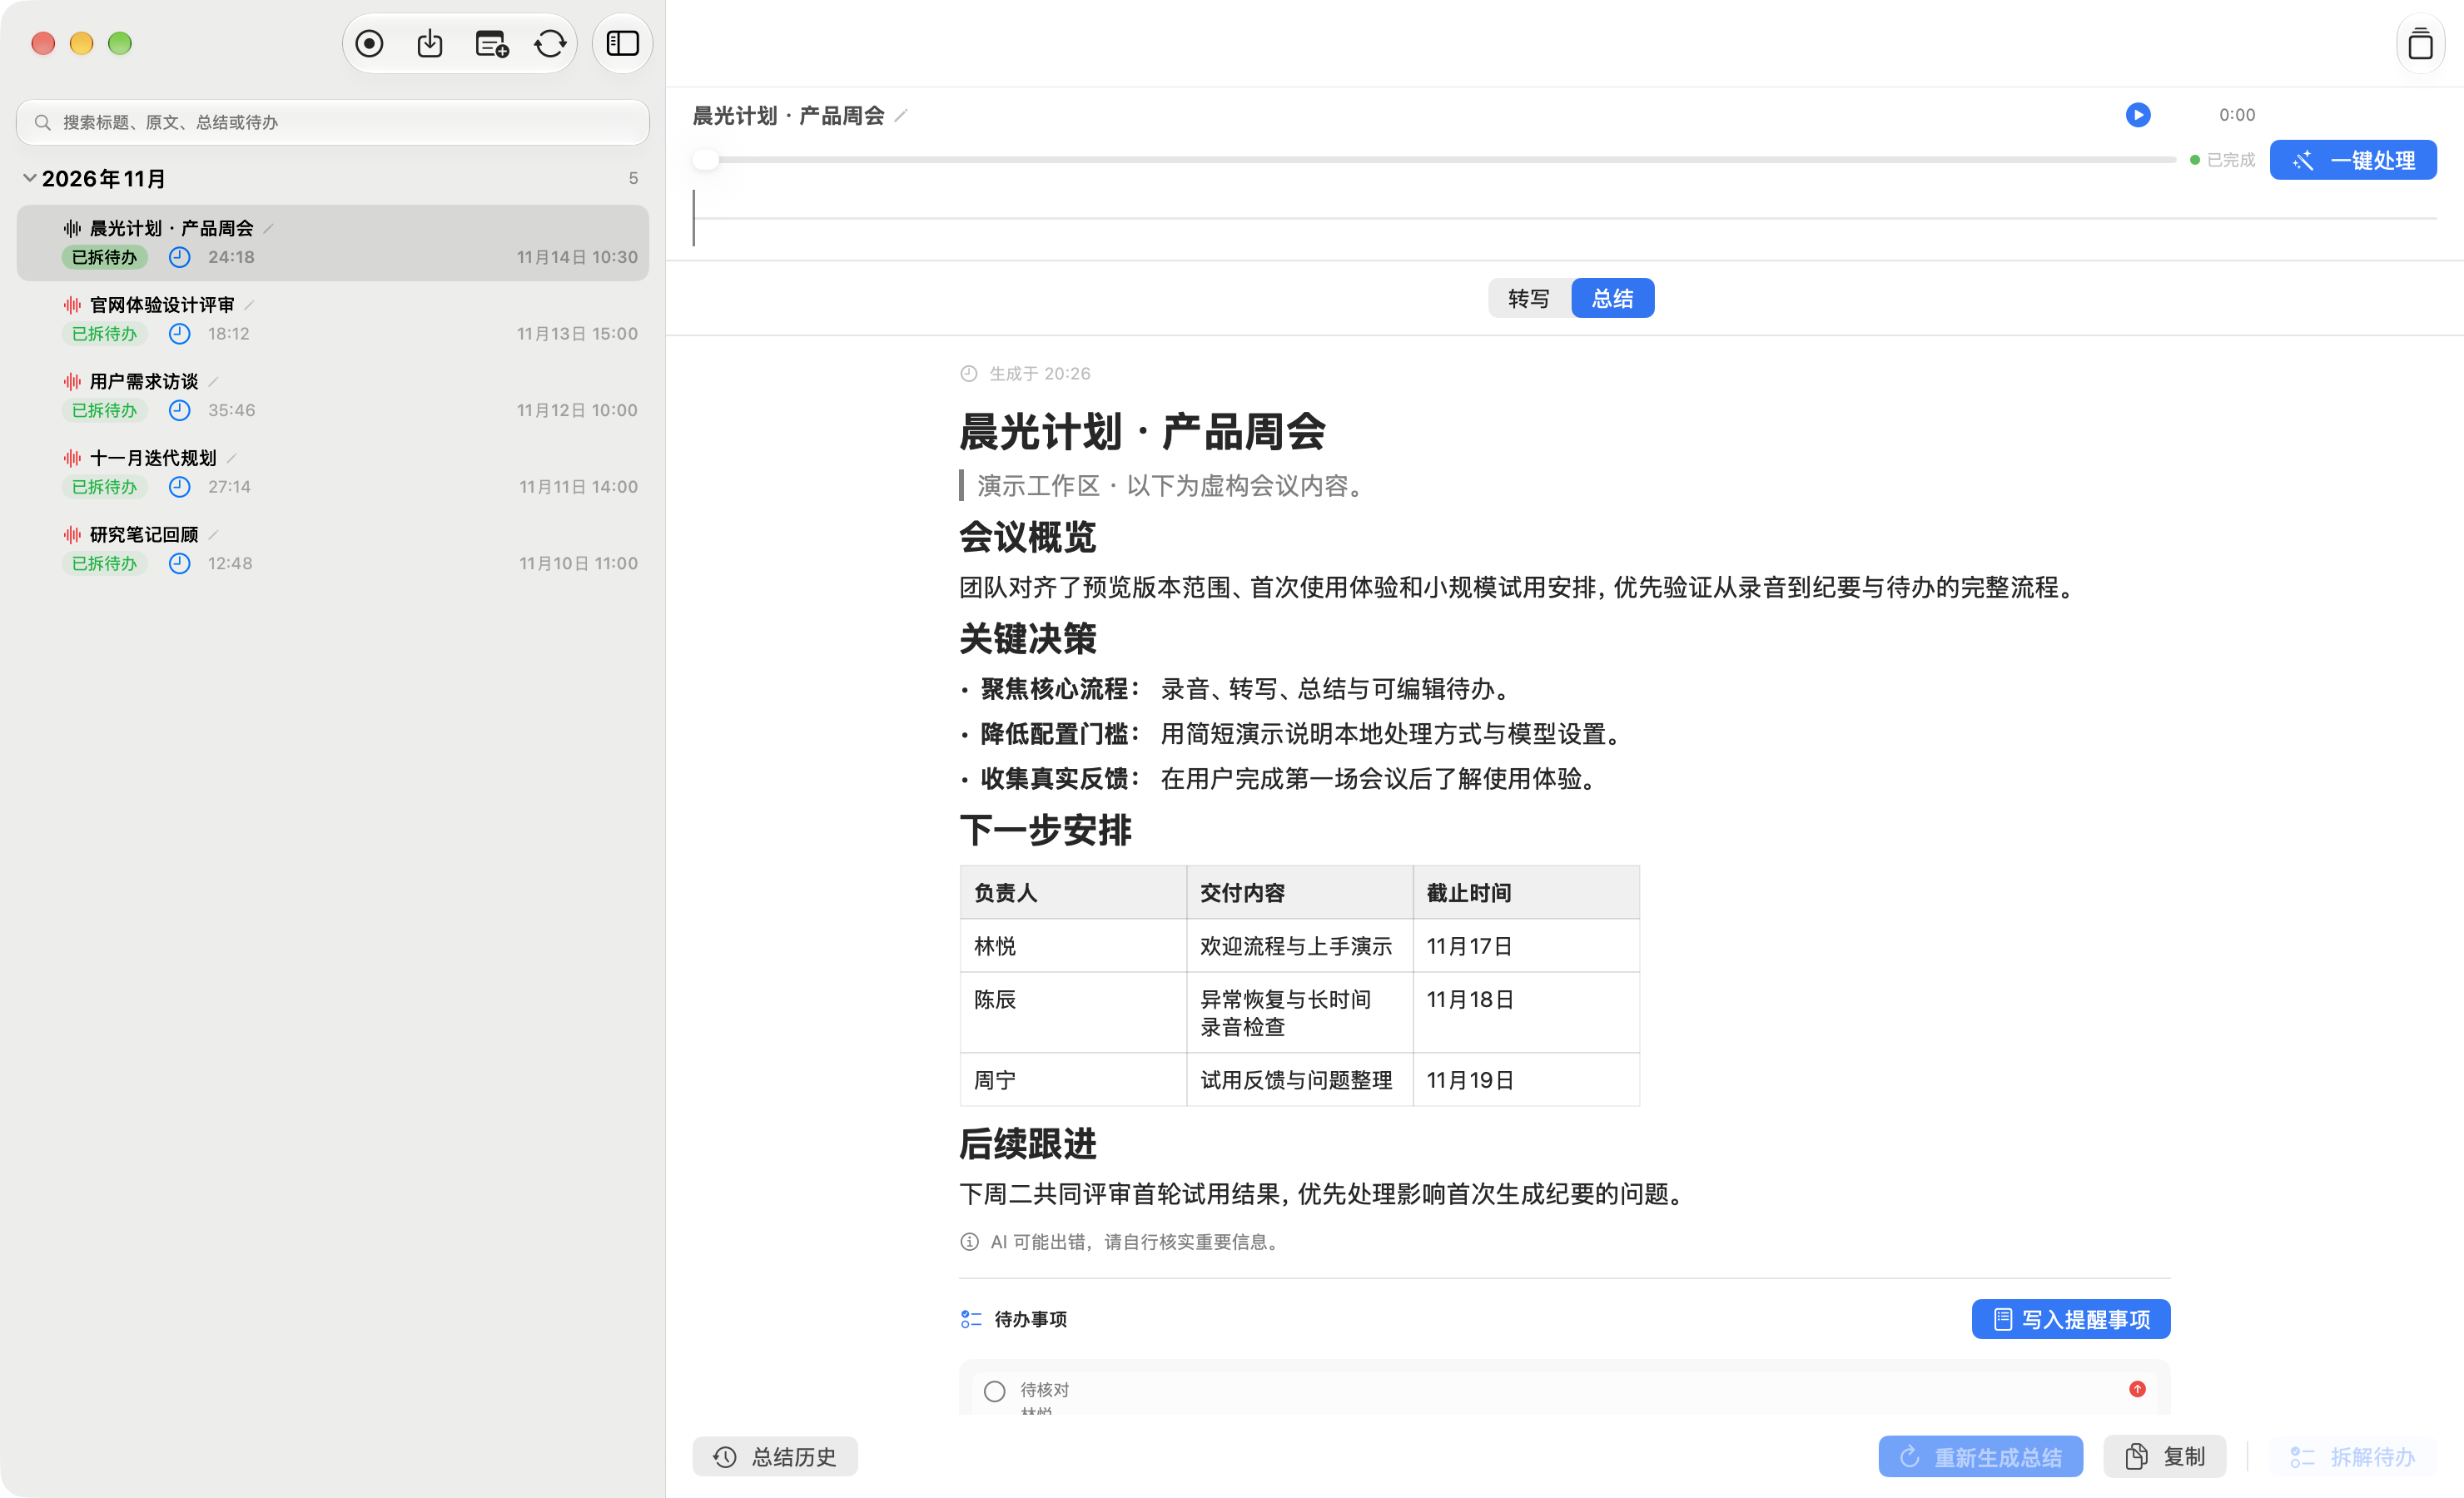 搜索标题、原文、总结或待办
2026年11月 5
晨光计划 · 产品周会
已拆待办 24:18 11月14日 10:30
官网体验设计评审
已拆待办 18:12 11月13日 15:00
用户需求访谈
已拆待办 35:46 11月12日 10:00
十一月迭代规划
已拆待办 27:14 11月11日 14:00
研究笔记回顾
已拆待办 12:48 11月10日 11:00
晨光计划 · 产品周会 0:00
已完成 一键处理
转写 总结
生成于 20:26
晨光计划 · 产品周会
演示工作区 · 以下为虚构会议内容。
会议概览
团队对齐了预览版本范围、首次使用体验和小规模试用安排，优先验证从录音到纪要与待办的完整流程。
关键决策
• 聚焦核心流程： 录音、转写、总结与可编辑待办。
• 降低配置门槛： 用简短演示说明本地处理方式与模型设置。
• 收集真实反馈： 在用户完成第一场会议后了解使用体验。
下一步安排
负责人 交付内容 截止时间
林悦 欢迎流程与上手演示 11月17日
陈辰 异常恢复与长时间 11月18日
录音检查
周宁 试用反馈与问题整理 11月19日
后续跟进
下周二共同评审首轮试用结果，优先处理影响首次生成纪要的问题。
AI 可能出错，请自行核实重要信息。
待办事项 写入提醒事项
待核对
林悦
总结历史 重新生成总结 复制 拆解待办